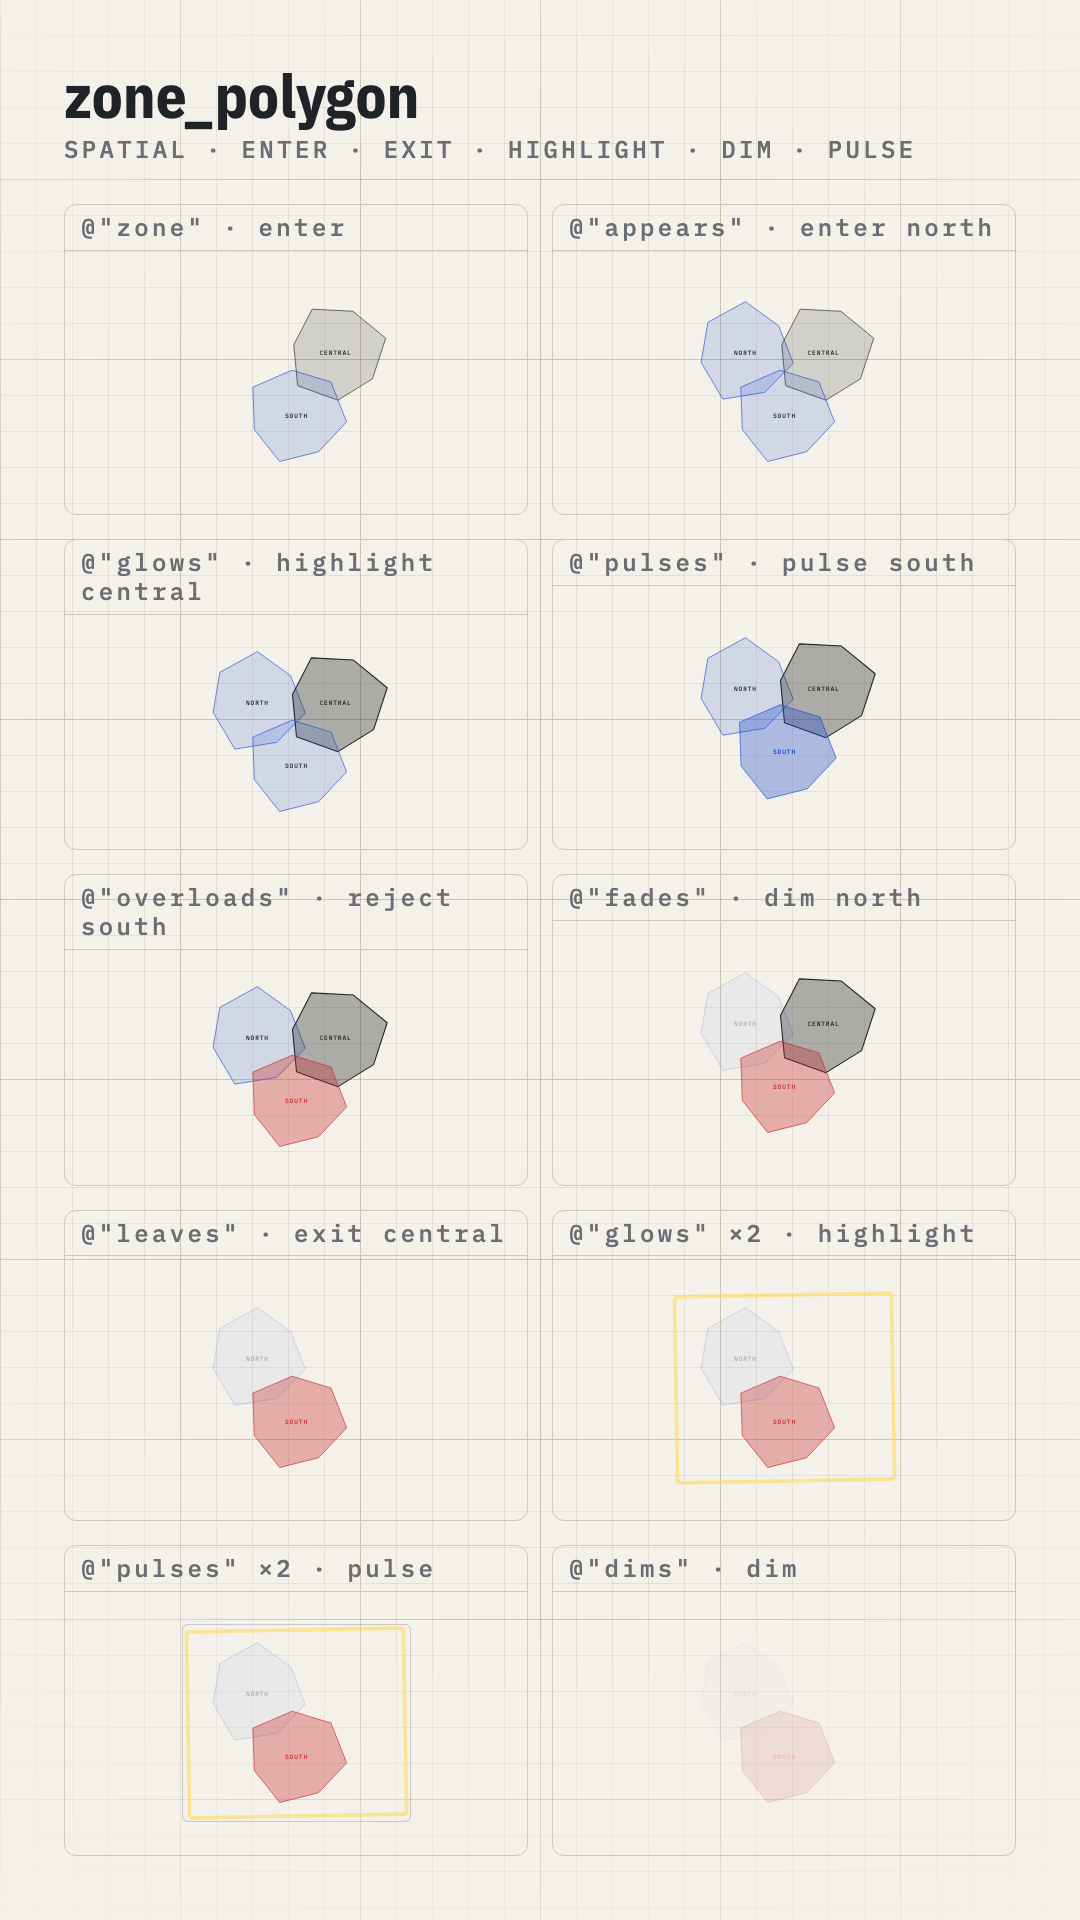 zone_polygon
SPATIAL · ENTER · EXIT · HIGHLIGHT · DIM · PULSE
@"zone" · enter
CENTRAL
SOUTH
@"appears" · enter north
NORTH
CENTRAL
SOUTH
@"glows" · highlight
central
NORTH
CENTRAL
SOUTH
@"pulses" · pulse south
NORTH
CENTRAL
SOUTH
@"overloads" · reject
south
NORTH
CENTRAL
SOUTH
@"fades" · dim north
NORTH
CENTRAL
SOUTH
@"leaves" · exit central
NORTH
SOUTH
@"glows" ×2 · highlight
NORTH
SOUTH
@"pulses" ×2 · pulse
NORTH
SOUTH
@"dims" · dim
NORTH
SOUTH